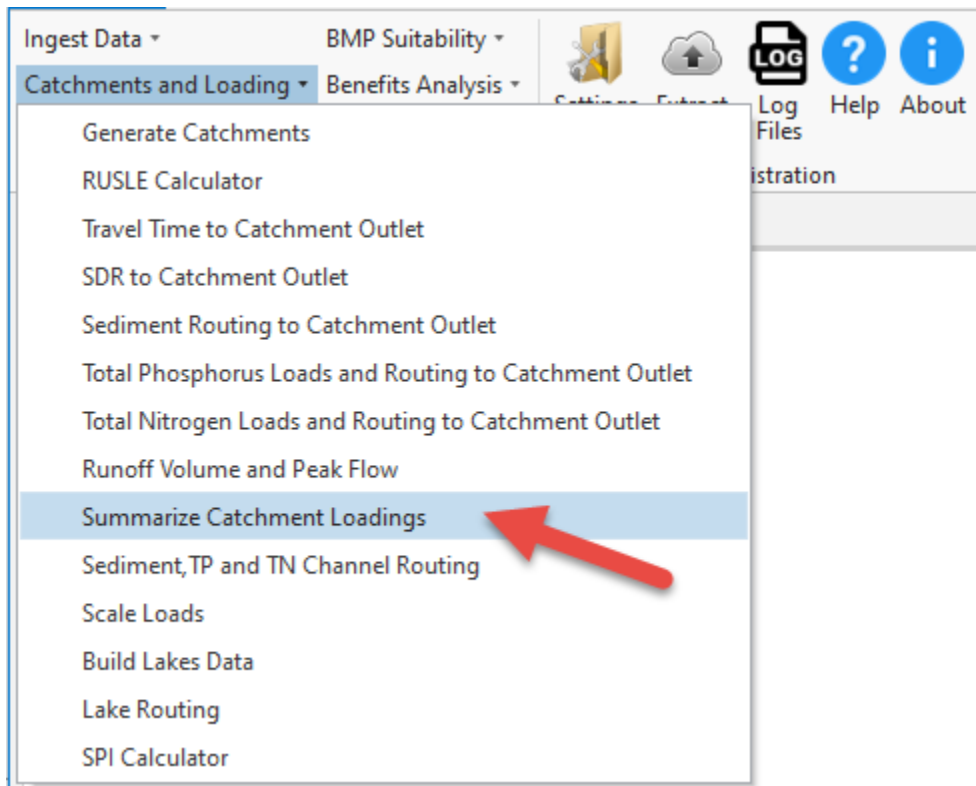 Ingest Data
BMP Suitability
Catchments and Loading
Benefits Analysis
LOG
Log
Files
?
Help
i
About
istration
Generate Catchments
RUSLE Calculator
Travel Time to Catchment Outlet
SDR to Catchment Outlet
Sediment Routing to Catchment Outlet
Total Phosphorus Loads and Routing to Catchment Outlet
Total Nitrogen Loads and Routing to Catchment Outlet
Runoff Volume and Peak Flow
Summarize Catchment Loadings
Sediment,TP and TN Channel Routing
Scale Loads
Build Lakes Data
Lake Routing
SPI Calculator